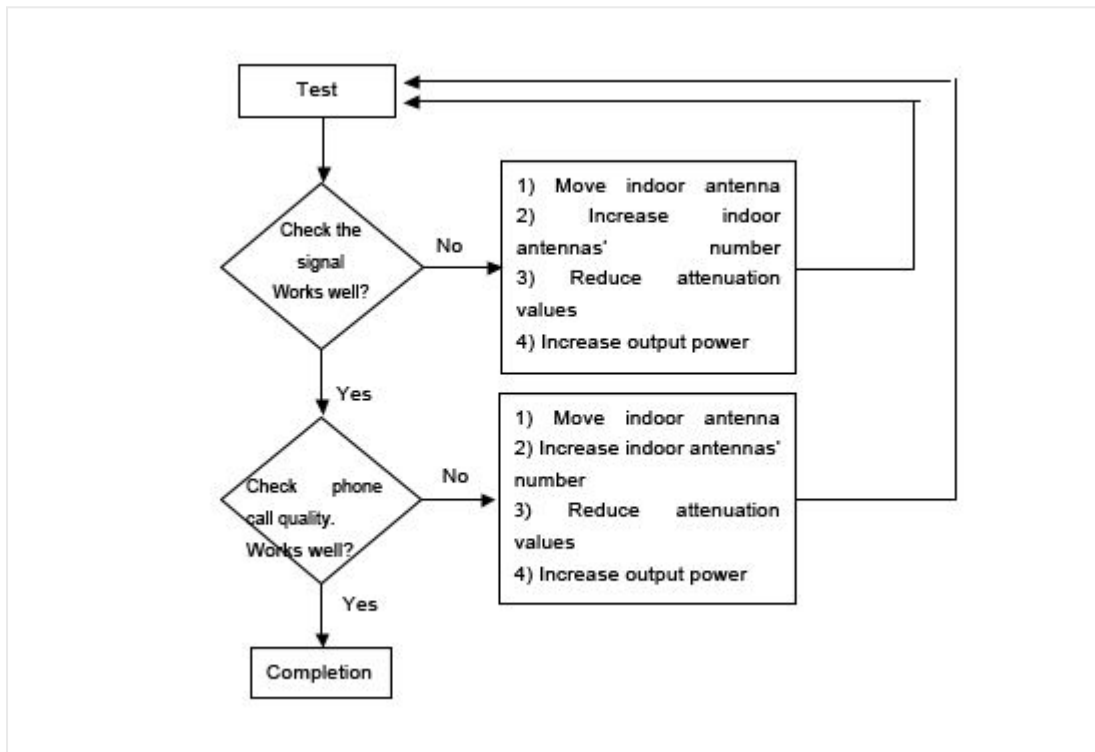 Test
Check the
signal
Works well?
No
1) Move indoor antenna
2) Increase indoor
antennas' number
3) Reduce attenuation
values
4) Increase output power
Yes
Check phone
call quality.
Works well?
No
1) Move indoor antenna
2) Increase indoor antennas'
number
3) Reduce attenuation
values
4) Increase output power
Yes
Completion